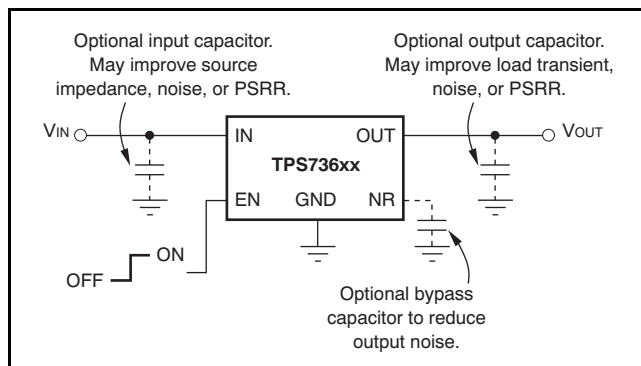 Optional input capacitor.
May improve source
impedance, noise, or PSRR.
Optional output capacitor.
May improve load transient,
noise, or PSRR.
VIN
IN
OUT
VOUT
TPS736xx
EN
GND
NR
OFF
ON
Optional bypass
capacitor to reduce
output noise.